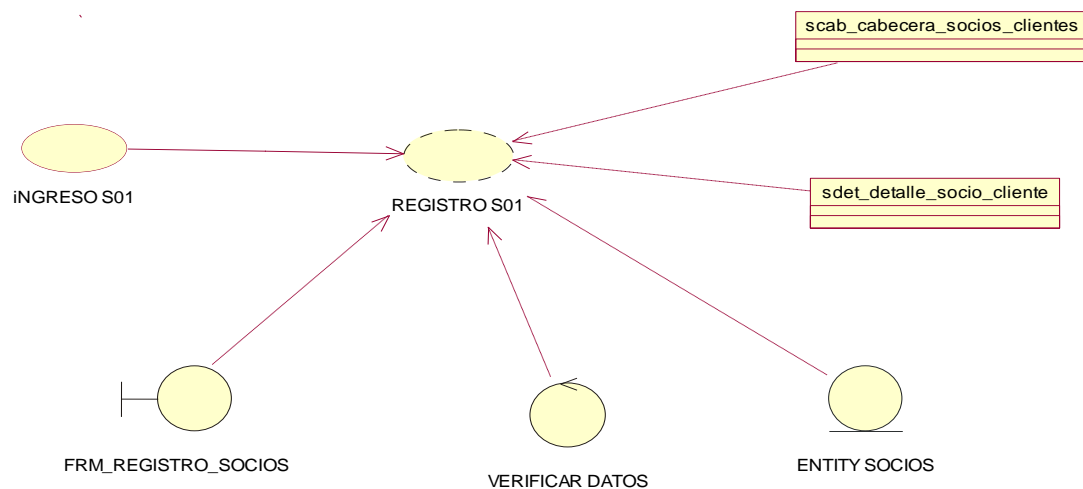 scab_cabecera_socios_clientes
iNGRESO S01
REGISTRO S01
sdet_detalle_socio_cliente
FRM_REGISTRO_SOCIOS
VERIFICAR DATOS
ENTITY SOCIOS